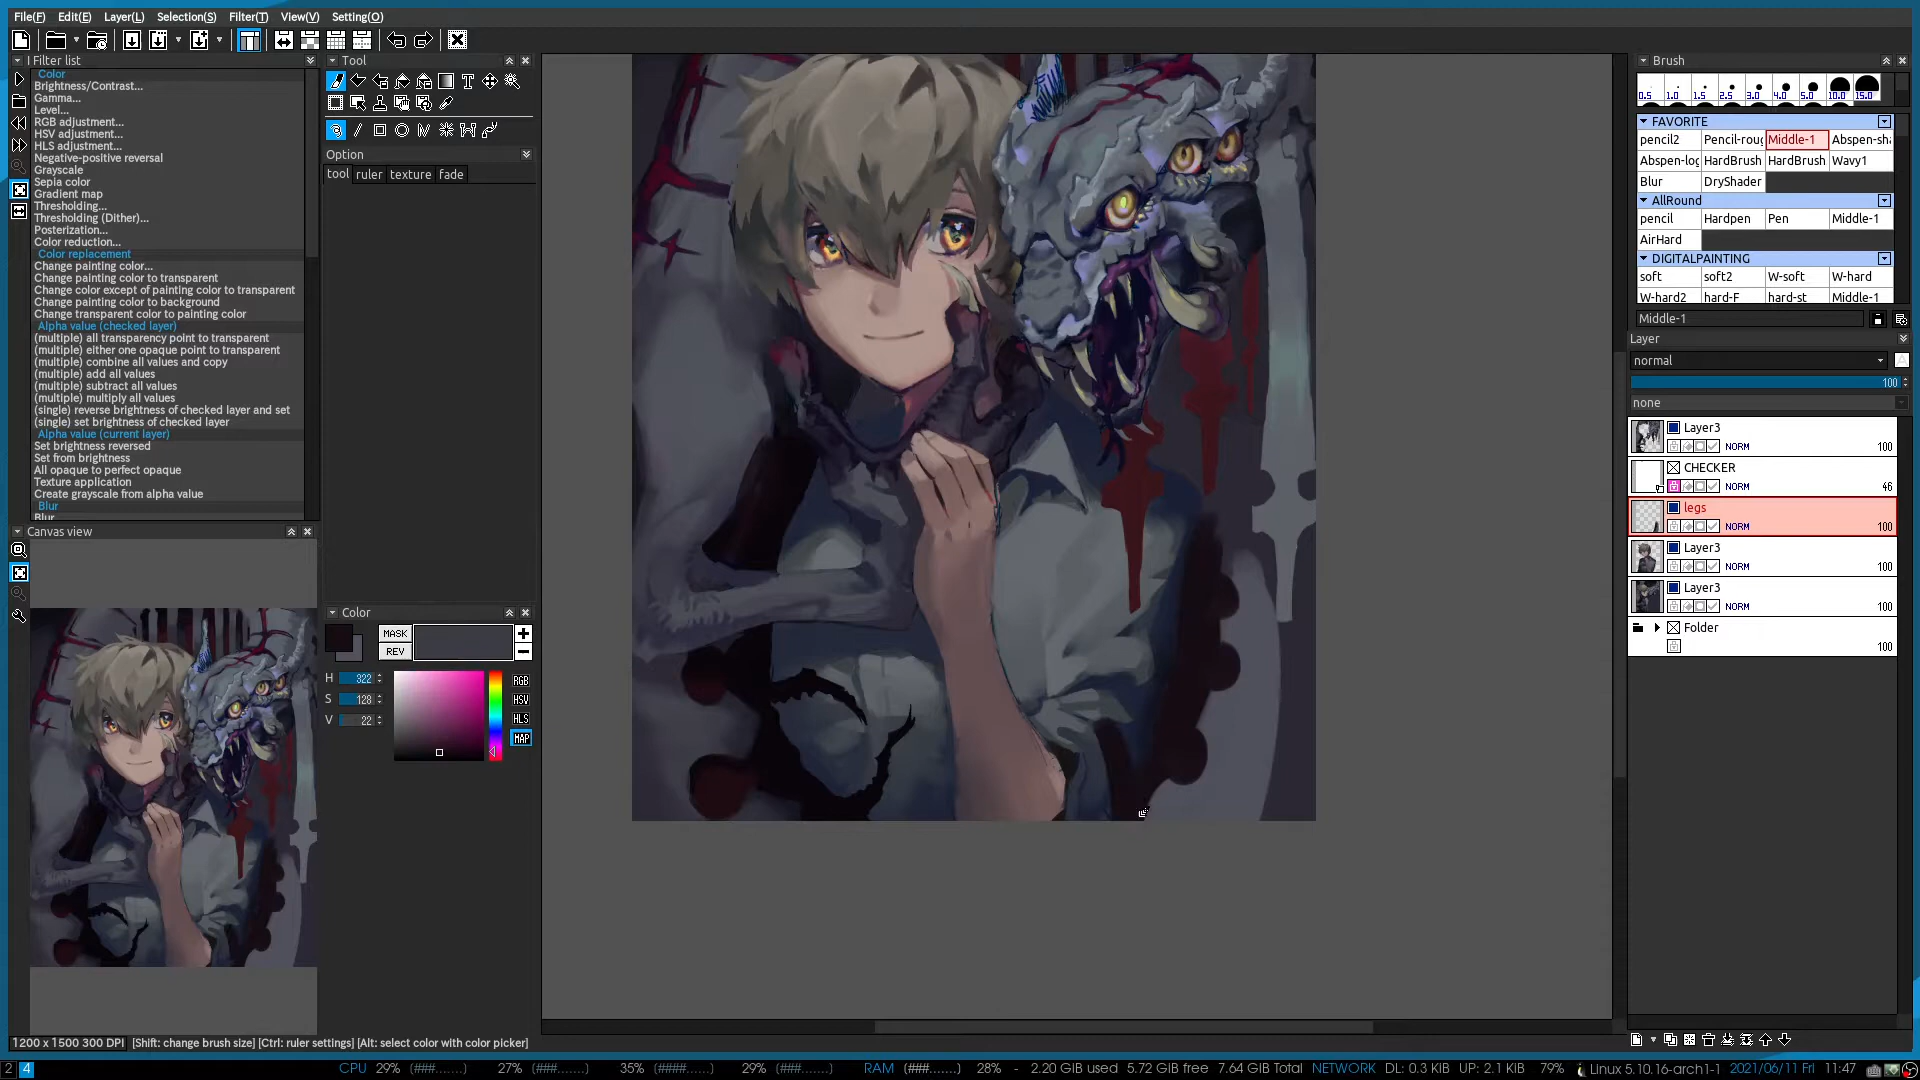 File(F) Edit(E) Layer(L) Selection(S) Filter(T) View(V) Setting(O)
Filter list
Color
Brightness/Contrast...
Gamma...
Level...
RGB adjustment...
HSV adjustment...
HLS adjustment...
Negative-positive reversal
Grayscale
Sepia color
Gradient map
Thresholding...
Thresholding (Dither)...
Posterization...
Color reduction...
Color replacement
Change painting color...
Change painting color to transparent
Change color except of painting color to transparent
Change painting color to background
Change transparent color to painting color
Alpha value (checked layer)
(multiple) all transparency point to transparent
(multiple) either one opaque point to transparent
(multiple) combine all values and copy
(multiple) add all values
(multiple) subtract all values
(multiple) multiply all values
(single) reverse brightness of checked layer and set
(single) set brightness of checked layer
Alpha value (current layer)
Set brightness reversed
Set from brightness
All opaque to perfect opaque
Texture application
Create grayscale from alpha value
Blur
Blur
Canvas view
Tool
Option
tool ruler texture fade
Color
MASK
REV
H 322
S 128
V 22
RGB
HSV
HLS
MAP
Brush
0.5 1.0 1.5 2.5 3.0 4.0 5.0 10.0 15.0
FAVORITE
pencil2 Pencil-roug Middle-1 Abspen-sha
Abspen-log HardBrush HardBrush Wavy1
Blur DryShader
AllRound
pencil Hardpen Pen Middle-1
AirHard
DIGITALPAINTING
soft soft2 W-soft W-hard
W-hard2 hard-F hard-st Middle-1
Middle-1
Layer
normal
100
none
Layer3
NORM 100
CHECKER
NORM 46
legs
NORM 100
Layer3
NORM 100
Layer3
NORM 100
Folder
100
1200 x 1500 300 DPI [Shift: change brush size] [Ctrl: ruler settings] [Alt: select color with color picker]
2 4 CPU 29% [###.......] 27% [###.......] 35% [####......] 29% [###.......] RAM [###.......] 28% - 2.20 GiB used 5.72 GiB free 7.64 GiB Total NETWORK DL: 0.3 KiB UP: 2.1 KiB 79% Linux 5.10.16-arch1-1 2021/06/11 Fri 11:47